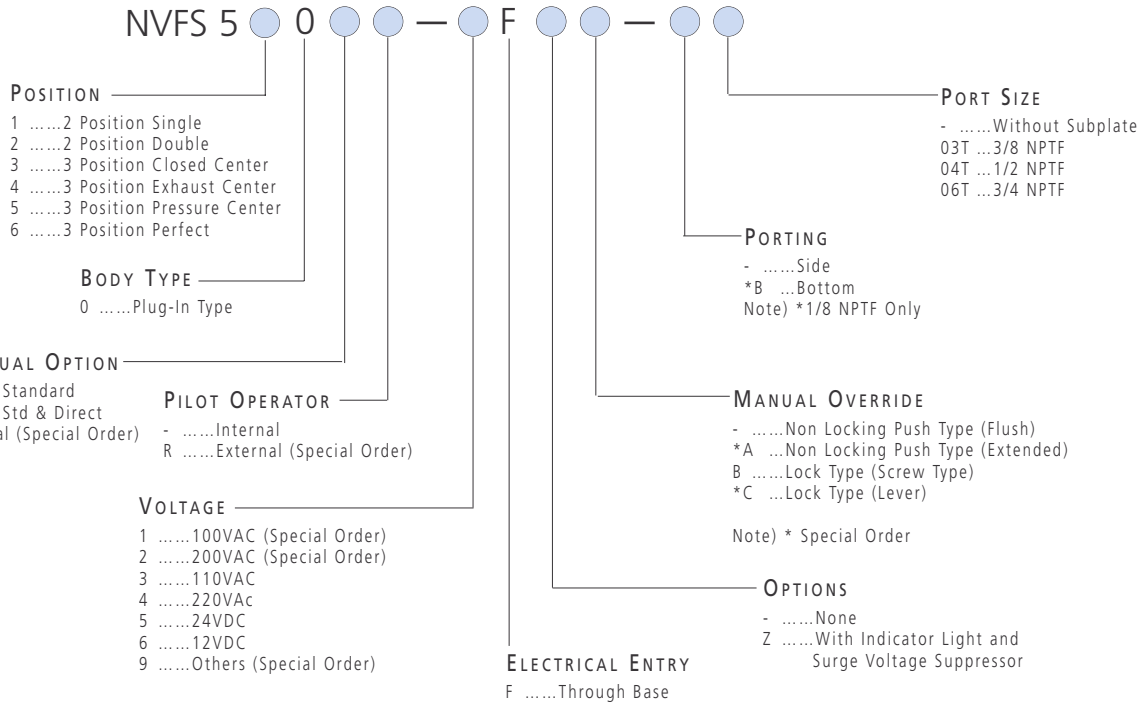 NVFS 5 0 — F —
POSITION
1 ......2 Position Single
2 ......2 Position Double
3 ......3 Position Closed Center
4 ......3 Position Exhaust Center
5 ......3 Position Pressure Center
6 ......3 Position Perfect
BODY TYPE
0 ......Plug-In Type
UAL OPTION
Standard
Std & Direct
al (Special Order)
PILOT OPERATOR
- ......Internal
R ......External (Special Order)
VOLTAGE
1 ......100VAC (Special Order)
2 ......200VAC (Special Order)
3 ......110VAC
4 ......220VAc
5 ......24VDC
6 ......12VDC
9 ......Others (Special Order)
ELECTRICAL ENTRY
F ......Through Base
OPTIONS
- ......None
Z ......With Indicator Light and
Surge Voltage Suppressor
MANUAL OVERRIDE
- ......Non Locking Push Type (Flush)
*A ...Non Locking Push Type (Extended)
B ......Lock Type (Screw Type)
*C ...Lock Type (Lever)
Note) * Special Order
PORTING
- ......Side
*B ...Bottom
Note) *1/8 NPTF Only
PORT SIZE
- ......Without Subplate
03T ...3/8 NPTF
04T ...1/2 NPTF
06T ...3/4 NPTF